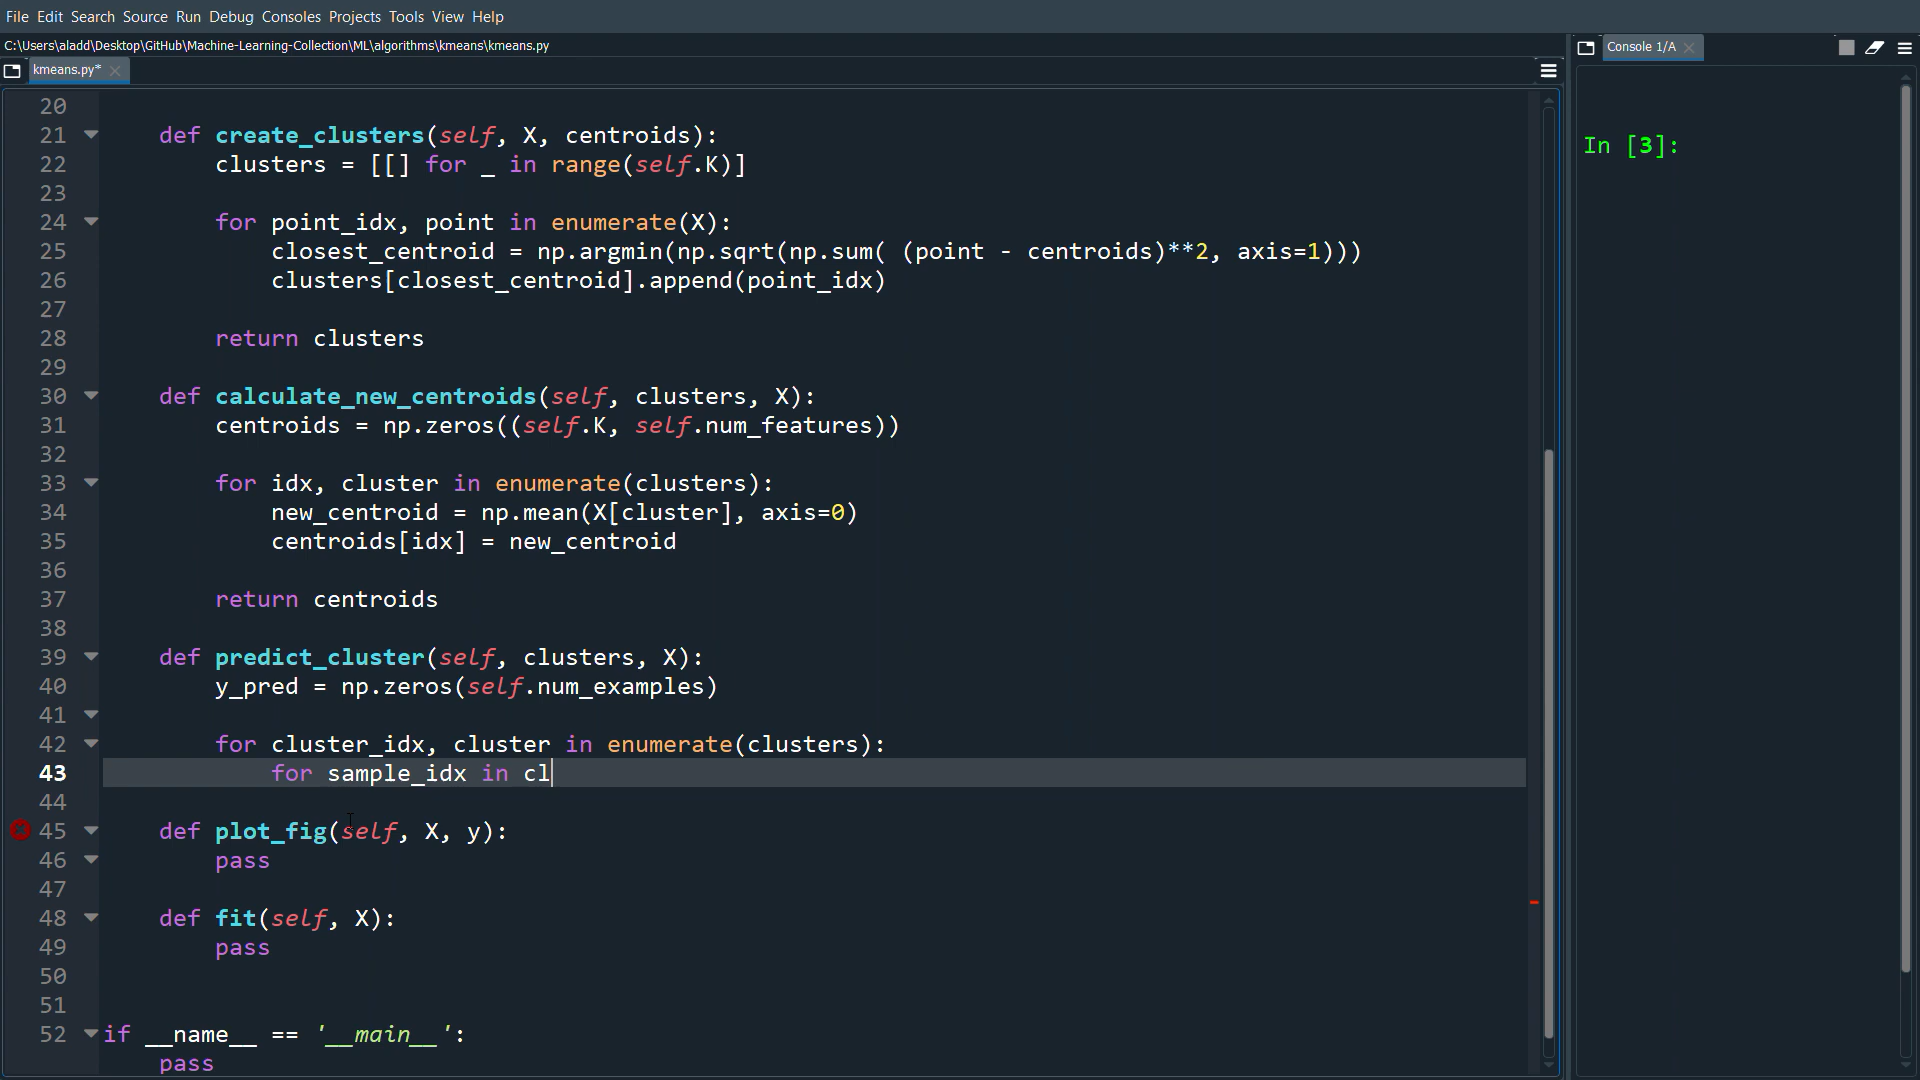 File Edit Search Source Run Debug Consoles Projects Tools View Help
C:\Users\aladd\Desktop\GitHub\Machine-Learning-Collection\ML\algorithms\kmeans\kmeans.py
Console 1/A
kmeans.py*
20
21 def create_clusters(self, X, centroids):
22 clusters = [[] for _ in range(self.K)]
23
24 for point_idx, point in enumerate(X):
25 closest_centroid = np.argmin(np.sqrt(np.sum( (point - centroids)**2, axis=1)))
26 clusters[closest_centroid].append(point_idx)
27
28 return clusters
29
30 def calculate_new_centroids(self, clusters, X):
31 centroids = np.zeros((self.K, self.num_features))
32
33 for idx, cluster in enumerate(clusters):
34 new_centroid = np.mean(X[cluster], axis=0)
35 centroids[idx] = new_centroid
36
37 return centroids
38
39 def predict_cluster(self, clusters, X):
40 y_pred = np.zeros(self.num_examples)
41
42 for cluster_idx, cluster in enumerate(clusters):
43 for sample_idx in cl
44
45 def plot_fig(self, X, y):
46 pass
47
48 def fit(self, X):
49 pass
50
51
52 if __name__ == '__main__':
pass
In [3]: